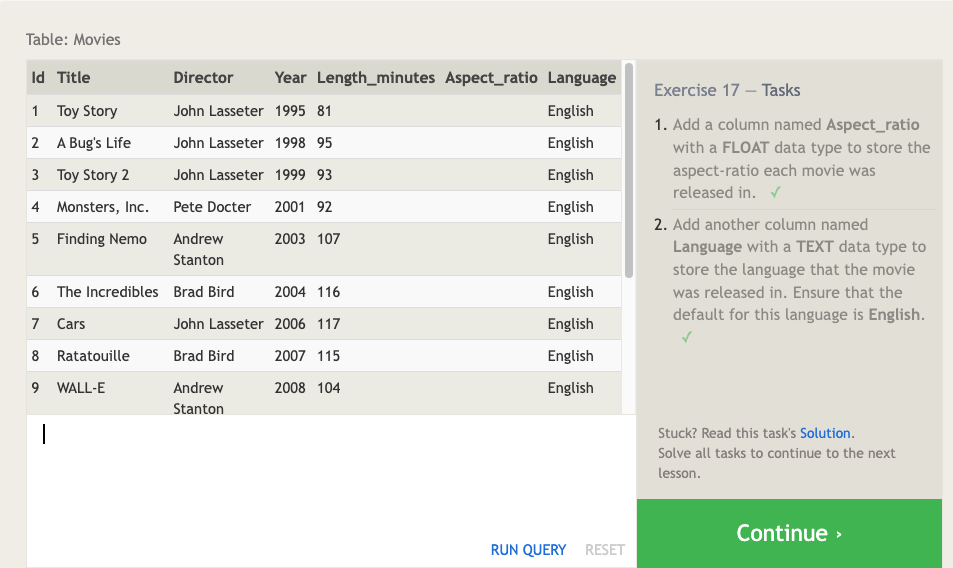 Table: Movies
Id Title Director Year Length_minutes Aspect_ratio Language
1 Toy Story John Lasseter 1995 81 English
2 A Bug's Life John Lasseter 1998 95 English
3 Toy Story 2 John Lasseter 1999 93 English
4 Monsters, Inc. Pete Docter 2001 92 English
5 Finding Nemo Andrew 2003 107 English
Stanton
6 The Incredibles Brad Bird 2004 116 English
7 Cars John Lasseter 2006 117 English
8 Ratatouille Brad Bird 2007 115 English
9 WALL-E Andrew 2008 104 English
Stanton
RUN QUERY RESET
Exercise 17 — Tasks
1. Add a column named Aspect_ratio
with a FLOAT data type to store the
aspect-ratio each movie was
released in. ✓
2. Add another column named
Language with a TEXT data type to
store the language that the movie
was released in. Ensure that the
default for this language is English.
✓
Stuck? Read this task's Solution.
Solve all tasks to continue to the next
lesson.
Continue ›